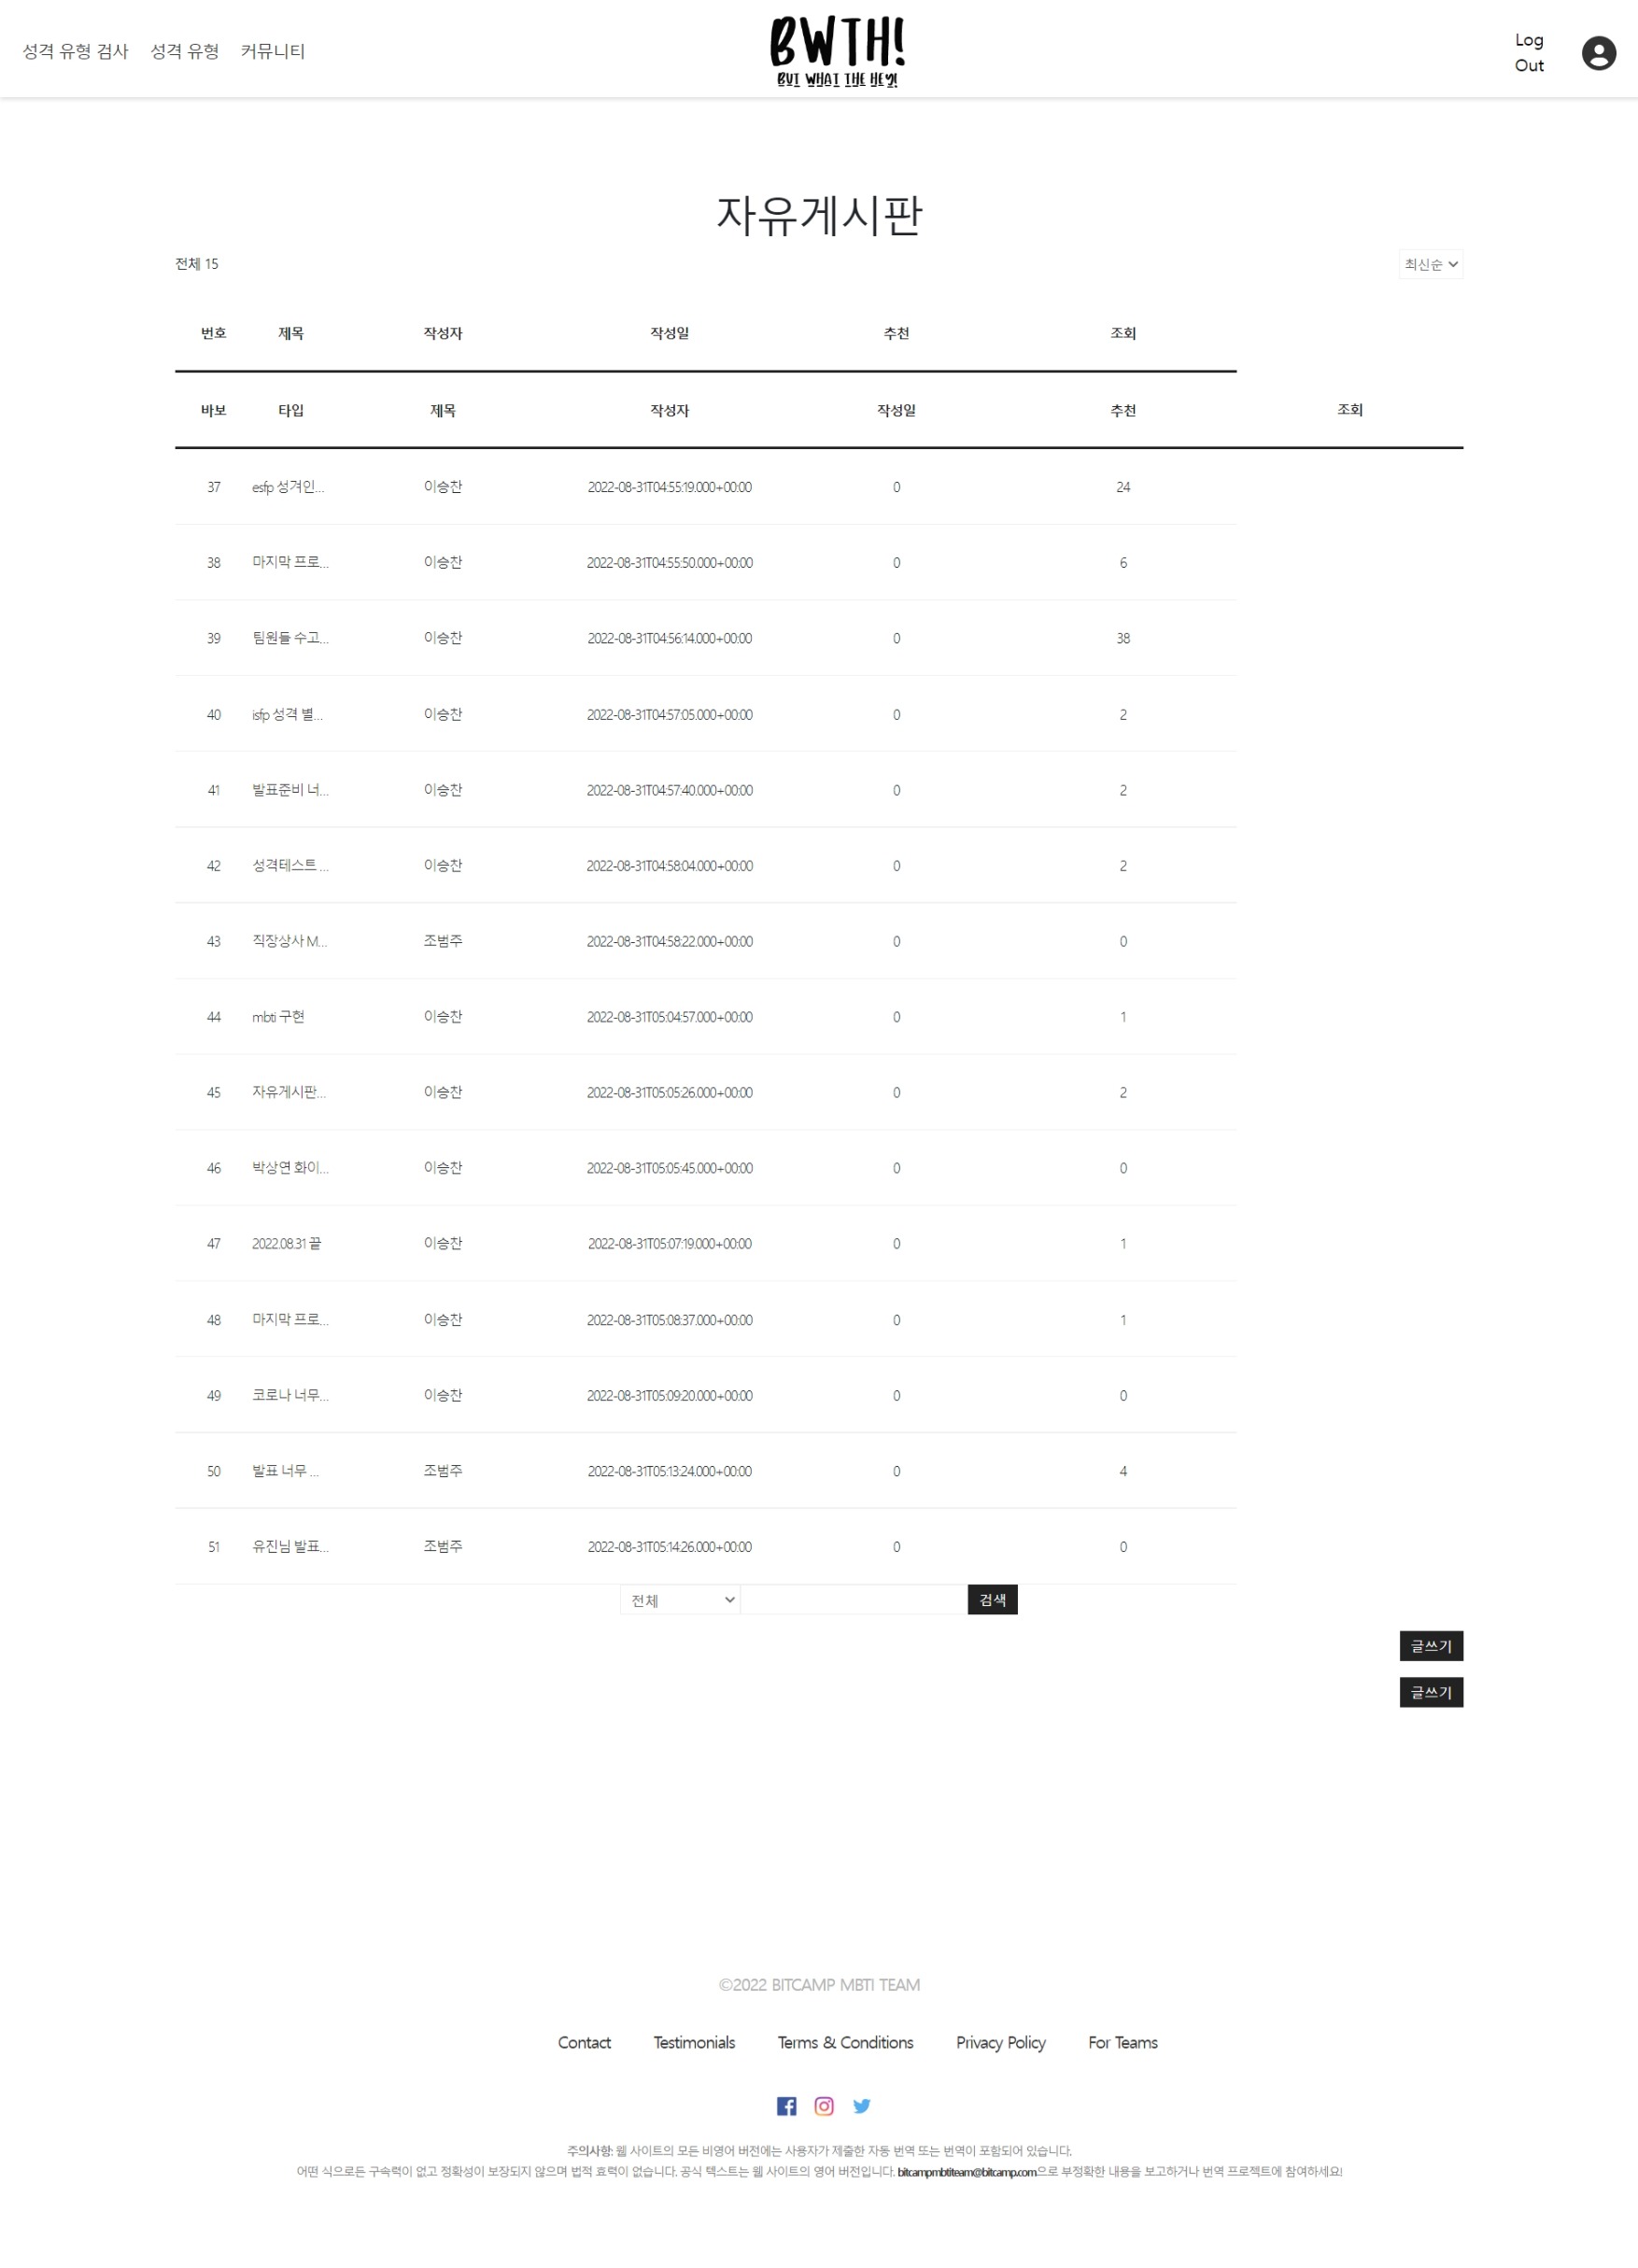 성격 유형 검사 성격 유형 커뮤니티
BWTH!
BUT WHAT THE HEY!
Log
Out
자유게시판
전체 15 최신순
번호 제목 작성자 작성일 추천 조회
바보 타입 제목 작성자 작성일 추천 조회
37 esfp 성겨인... 이승찬 2022-08-31T04:55:19.000+00:00 0 24
38 마지막 프로... 이승찬 2022-08-31T04:55:50.000+00:00 0 6
39 팀원들 수고... 이승찬 2022-08-31T04:56:14.000+00:00 0 38
40 isfp 성격 별... 이승찬 2022-08-31T04:57:05.000+00:00 0 2
41 발표준비 너... 이승찬 2022-08-31T04:57:40.000+00:00 0 2
42 성격테스트 ... 이승찬 2022-08-31T04:58:04.000+00:00 0 2
43 직장상사 M... 조범주 2022-08-31T04:58:22.000+00:00 0 0
44 mbti 구현 이승찬 2022-08-31T05:04:57.000+00:00 0 1
45 자유게시판... 이승찬 2022-08-31T05:05:26.000+00:00 0 2
46 박상연 화이... 이승찬 2022-08-31T05:05:45.000+00:00 0 0
47 2022.08.31 끝 이승찬 2022-08-31T05:07:19.000+00:00 0 1
48 마지막 프로... 이승찬 2022-08-31T05:08:37.000+00:00 0 1
49 코로나 너무... 이승찬 2022-08-31T05:09:20.000+00:00 0 0
50 발표 너무 ... 조범주 2022-08-31T05:13:24.000+00:00 0 4
51 유진님 발표... 조범주 2022-08-31T05:14:26.000+00:00 0 0
전체 검색
글쓰기
글쓰기
©2022 BITCAMP MBTI TEAM
Contact Testimonials Terms & Conditions Privacy Policy For Teams
주의사항: 웹 사이트의 모든 비영어 버전에는 사용자가 제출한 자동 번역 또는 번역이 포함되어 있습니다.
어떤 식으로든 구속력이 없고 정확성이 보장되지 않으며 법적 효력이 없습니다. 공식 텍스트는 웹 사이트의 영어 버전입니다. bitcampmbtiteam@bitcamp.com으로 부정확한 내용을 보고하거나 번역 프로젝트에 참여하세요!